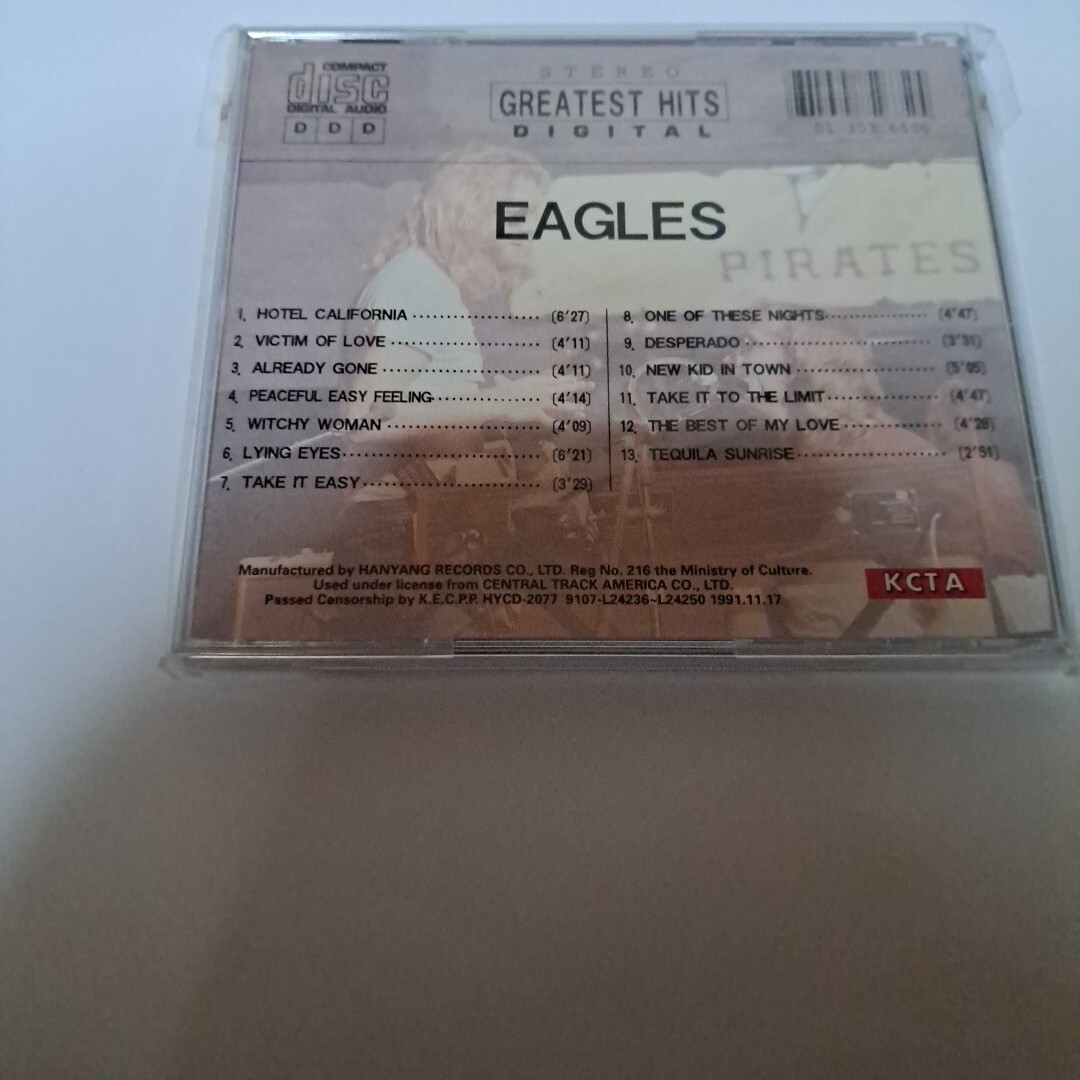 COMPACT
disc
DIGITAL AUDIO
D D D
STEREO
GREATEST HITS
DIGITAL
EAGLES
PIRATES
1. HOTEL CALIFORNIA .................. (6'27)
2. VICTIM OF LOVE ..................... (4'11)
3. ALREADY GONE ...................... (4'11)
4. PEACEFUL EASY FEELING ............... (4'14)
5. WITCHY WOMAN ...................... (4'09)
6. LYING EYES ............................ (6'21)
7. TAKE IT EASY ......................... (3'29)
8. ONE OF THESE NIGHTS ............... (4'47)
9. DESPERADO ........................... (3'31)
10. NEW KID IN TOWN .................... (5'05)
11. TAKE IT TO THE LIMIT ................ (4'47)
12. THE BEST OF MY LOVE .............. (4'28)
13. TEQUILA SUNRISE ...................... (2'51)
Manufactured by HANYANG RECORDS CO., LTD. Reg No. 216 the Ministry of Culture.
Used under license from CENTRAL TRACK AMERICA CO., LTD.
Passed Censorship by K.E.C.P.P. HYCD-2077 9107-L24236~L24250 1991.11.17
KCTA